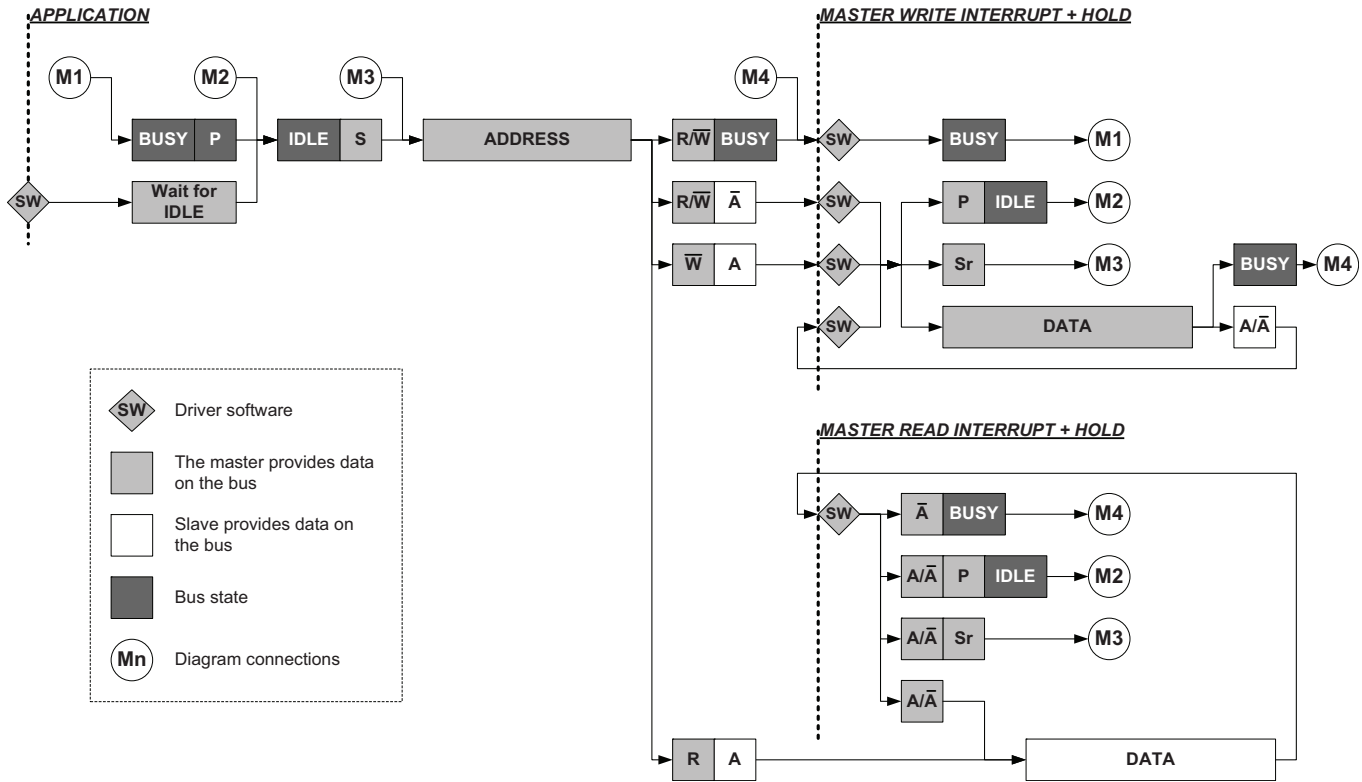 APPLICATION
MASTER WRITE INTERRUPT + HOLD
M1
M2
M3
M4
BUSY P
IDLE S
ADDRESS
R/W̅ BUSY
SW
BUSY
M1
SW
Wait for
IDLE
R/W̅ A̅
SW
P IDLE
M2
W̅ A
SW
Sr
M3
BUSY
M4
SW
DATA
A/A̅
SW
Driver software
The master provides data
on the bus
Slave provides data on
the bus
Bus state
Mn
Diagram connections
MASTER READ INTERRUPT + HOLD
SW
A̅ BUSY
M4
A/A̅ P IDLE
M2
A/A̅ Sr
M3
A/A̅
R A
DATA